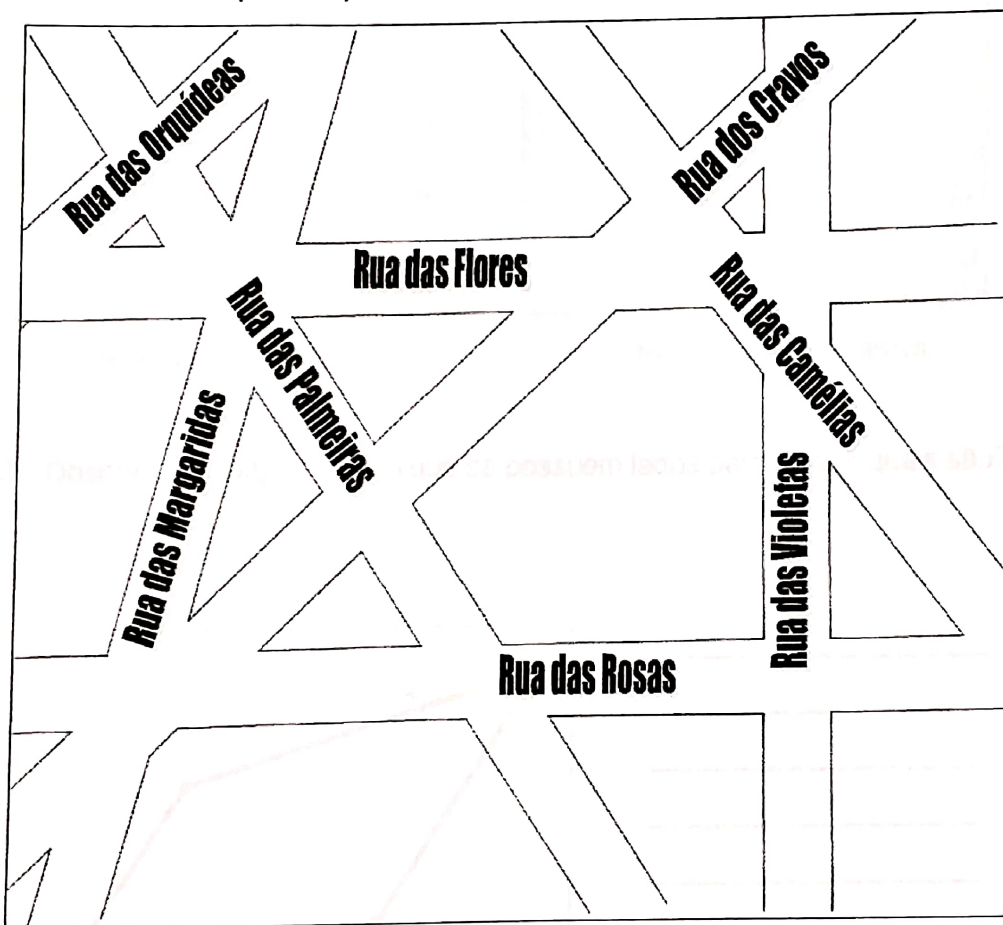 Rua das Orquídeas
Rua dos Cravos
Rua das Flores
Rua das Palmeiras
Rua das Camélias
Rua das Margaridas
Rua das Violetas
Rua das Rosas